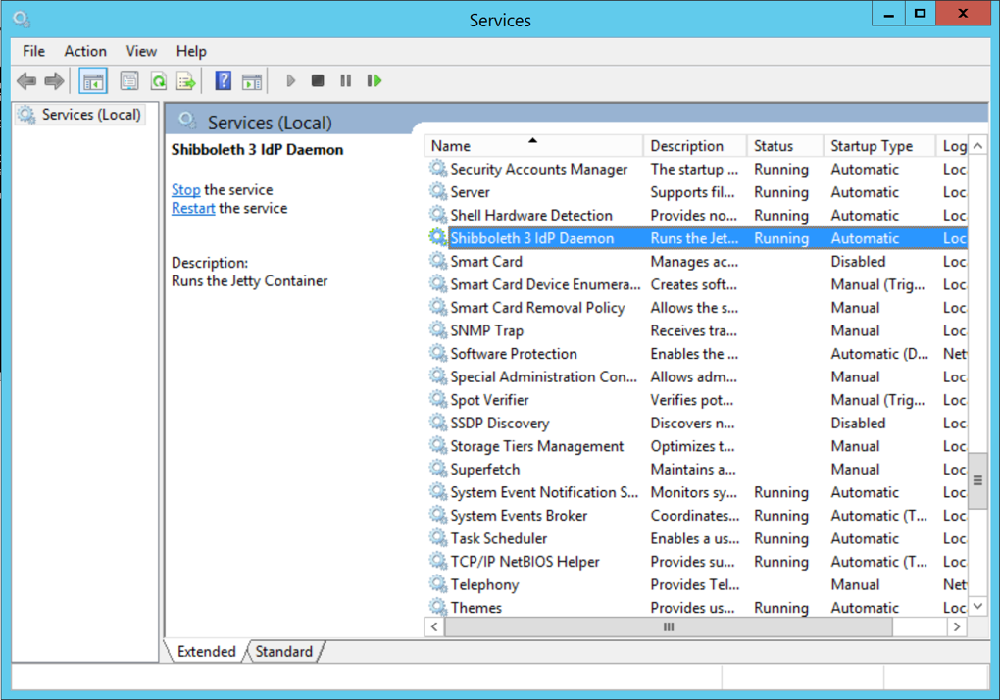 Services
File Action View Help
Services (Local)
Services (Local)
Shibboleth 3 IdP Daemon
Stop the service
Restart the service
Description:
Runs the Jetty Container
Name Description Status Startup Type Log
Security Accounts Manager The startup ... Running Automatic Loc
Server Supports fil... Running Automatic Loc
Shell Hardware Detection Provides no... Running Automatic Loc
Shibboleth 3 IdP Daemon Runs the Jet... Running Automatic Loc
Smart Card Manages ac... Disabled Loc
Smart Card Device Enumera... Creates soft... Manual (Trig... Loc
Smart Card Removal Policy Allows the s... Manual Loc
SNMP Trap Receives tra... Manual Loc
Software Protection Enables the ... Automatic (D... Net
Special Administration Con... Allows adm... Manual Loc
Spot Verifier Verifies pot... Manual (Trig... Loc
SSDP Discovery Discovers n... Disabled Loc
Storage Tiers Management Optimizes t... Manual Loc
Superfetch Maintains a... Manual Loc
System Event Notification S... Monitors sy... Running Automatic Loc
System Events Broker Coordinates... Running Automatic (T... Loc
Task Scheduler Enables a us... Running Automatic Loc
TCP/IP NetBIOS Helper Provides su... Running Automatic (T... Loc
Telephony Provides Tel... Manual Net
Themes Provides us... Running Automatic Loc
Extended Standard